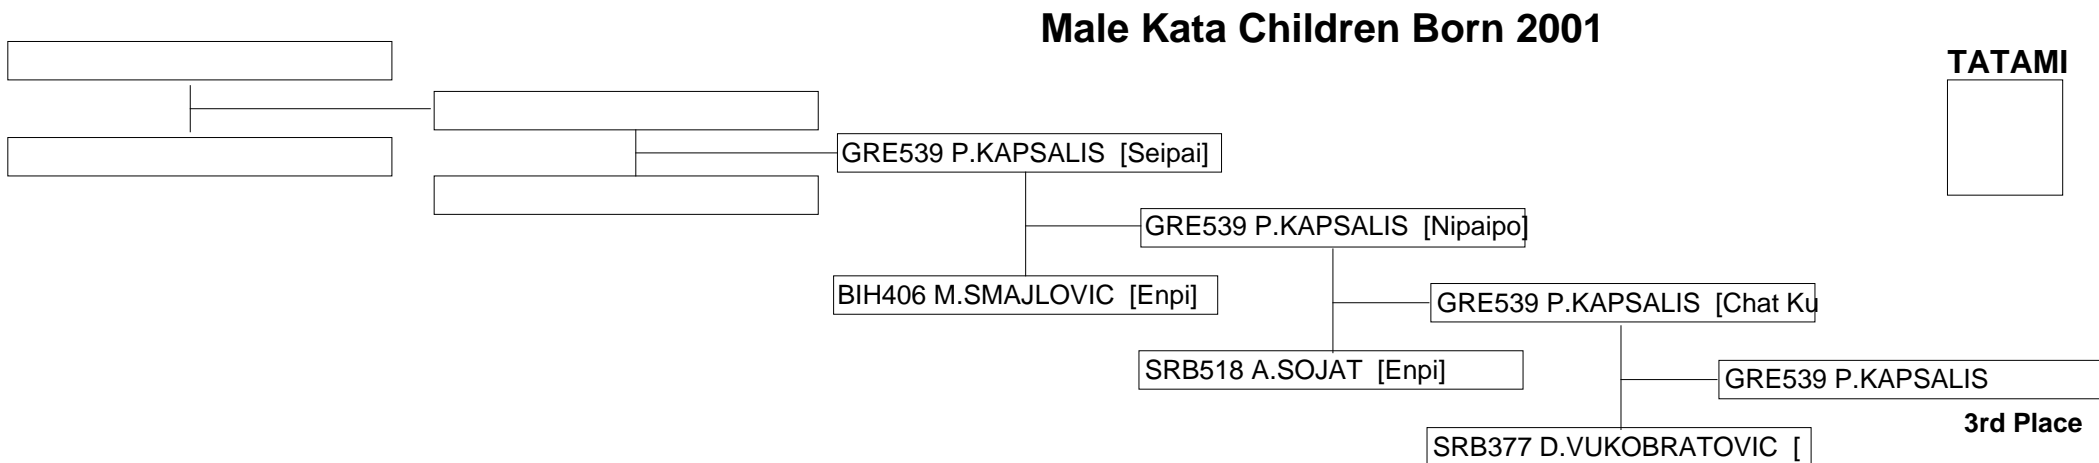 Male Kata Children Born 2001
TATAMI
GRE539 P.KAPSALIS [Seipai]
GRE539 P.KAPSALIS [Nipaipo]
BIH406 M.SMAJLOVIC [Enpi]
GRE539 P.KAPSALIS [Chat Ku
SRB518 A.SOJAT [Enpi]
GRE539 P.KAPSALIS
3rd Place
SRB377 D.VUKOBRATOVIC [